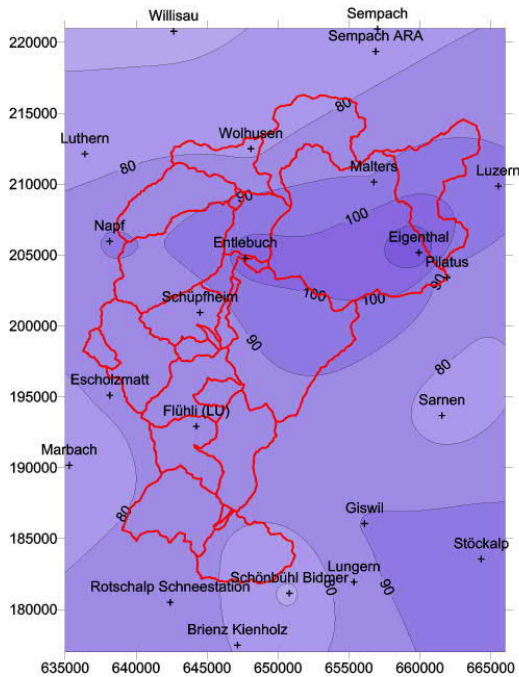 Willisau
Sempach
220000
Sempach ARA
215000
80
Wolhusen
Luthern
80
Malters
Luzern
210000
90
100
Napf
Entlebuch
Eigenthal
205000
Pilatus
90
100
100
Schüpfheim
200000
90
80
Escholzmatt
195000
Sarnen
Flühli (LU)
Marbach
190000
80
Giswil
185000
Stöckalp
Lungern
Rotschalp Schneestation
Schönbühl Bidmer
80
90
180000
Brienz Kienholz
635000 640000 645000 650000 655000 660000 665000